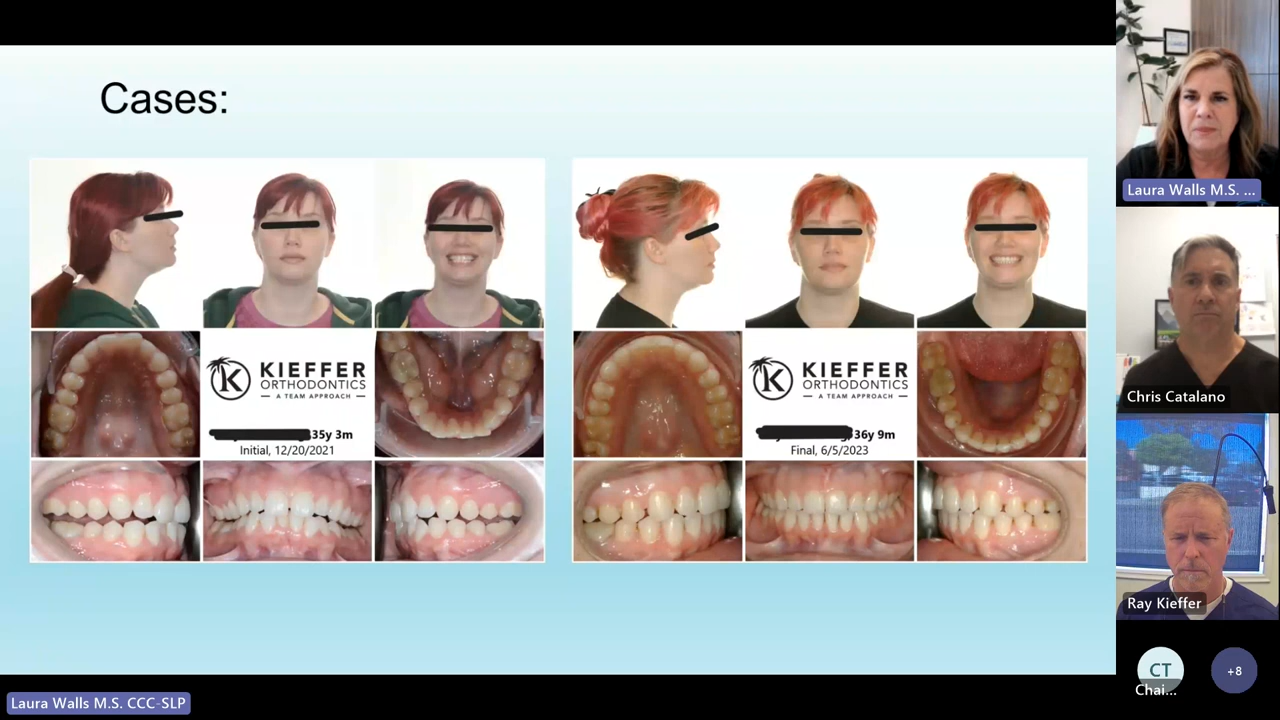 Cases:
KIEFFER
ORTHODONTICS
— A TEAM APPROACH —
35y 3m
Initial, 12/20/2021
KIEFFER
ORTHODONTICS
— A TEAM APPROACH —
36y 9m
Final, 6/5/2023
Laura Walls M.S. ...
Chris Catalano
Ray Kieffer
CT
Chai...
+8
Laura Walls M.S. CCC-SLP